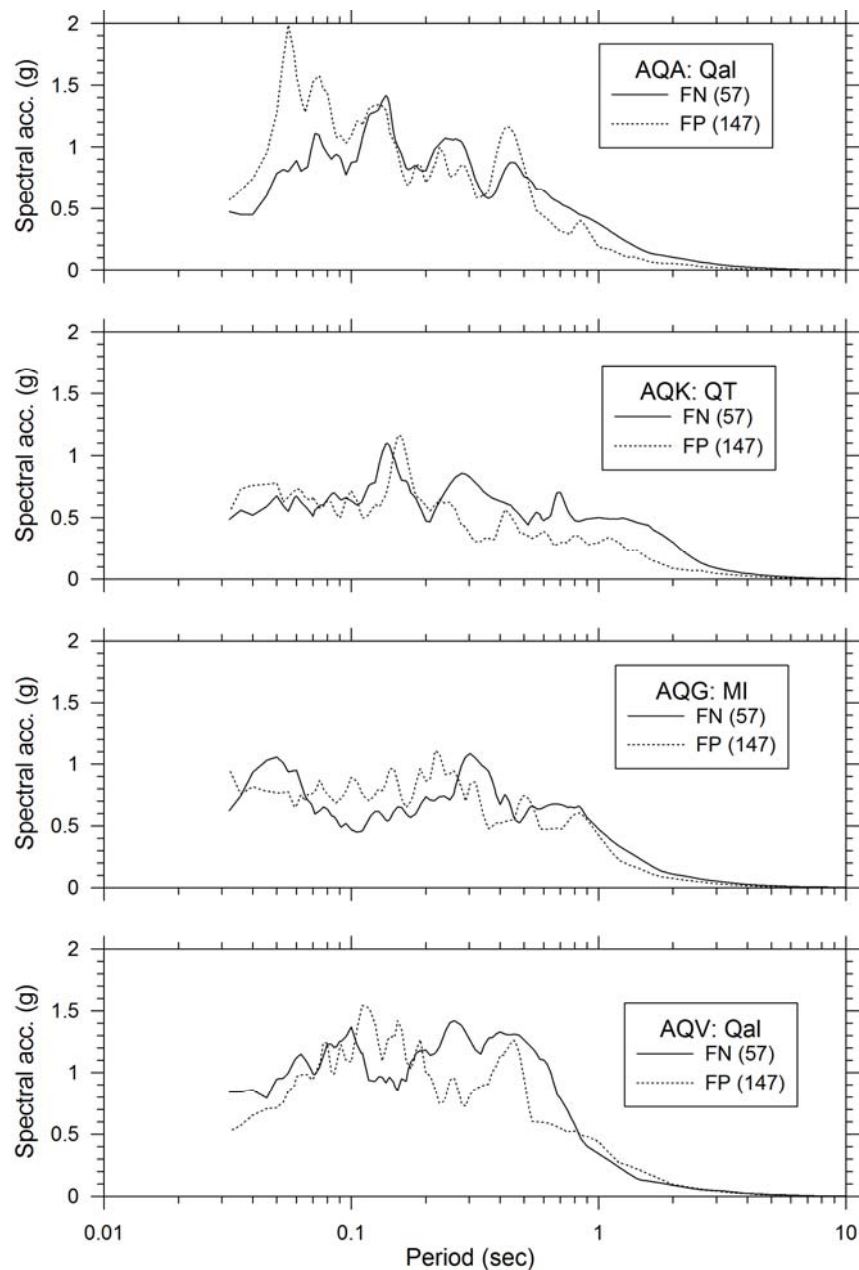 2
1.5
1
0.5
0
Spectral acc. (g)
AQA: Qal
FN (57)
FP (147)
2
1.5
1
0.5
0
Spectral acc. (g)
AQK: QT
FN (57)
FP (147)
2
1.5
1
0.5
0
Spectral acc. (g)
AQG: MI
FN (57)
FP (147)
2
1.5
1
0.5
0
Spectral acc. (g)
AQV: Qal
FN (57)
FP (147)
0.01 0.1 1 10
Period (sec)